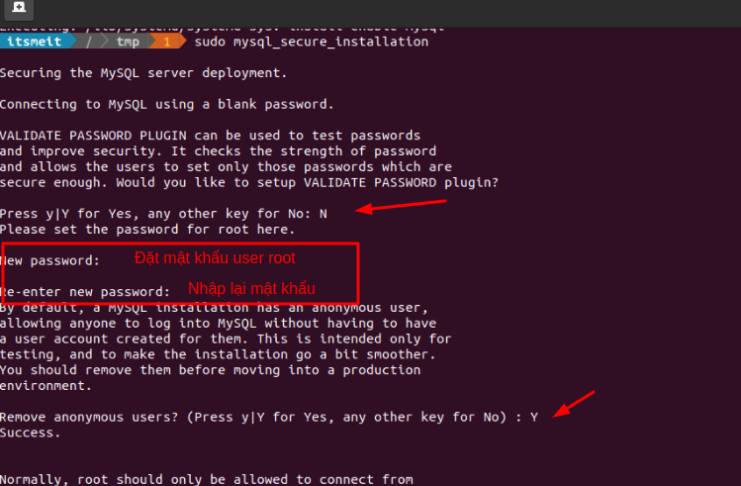 itsmeit / tmp 1 sudo mysql_secure_installation
Securing the MySQL server deployment.
Connecting to MySQL using a blank password.
VALIDATE PASSWORD PLUGIN can be used to test passwords
and improve security. It checks the strength of password
and allows the users to set only those passwords which are
secure enough. Would you like to setup VALIDATE PASSWORD plugin?
Press y|Y for Yes, any other key for No: N
Please set the password for root here.
New password: Đặt mật khẩu user root
Re-enter new password: Nhập lại mật khẩu
By default, a MySQL installation has an anonymous user,
allowing anyone to log into MySQL without having to have
a user account created for them. This is intended only for
testing, and to make the installation go a bit smoother.
You should remove them before moving into a production
environment.
Remove anonymous users? (Press y|Y for Yes, any other key for No) : Y
Success.
Normally, root should only be allowed to connect from